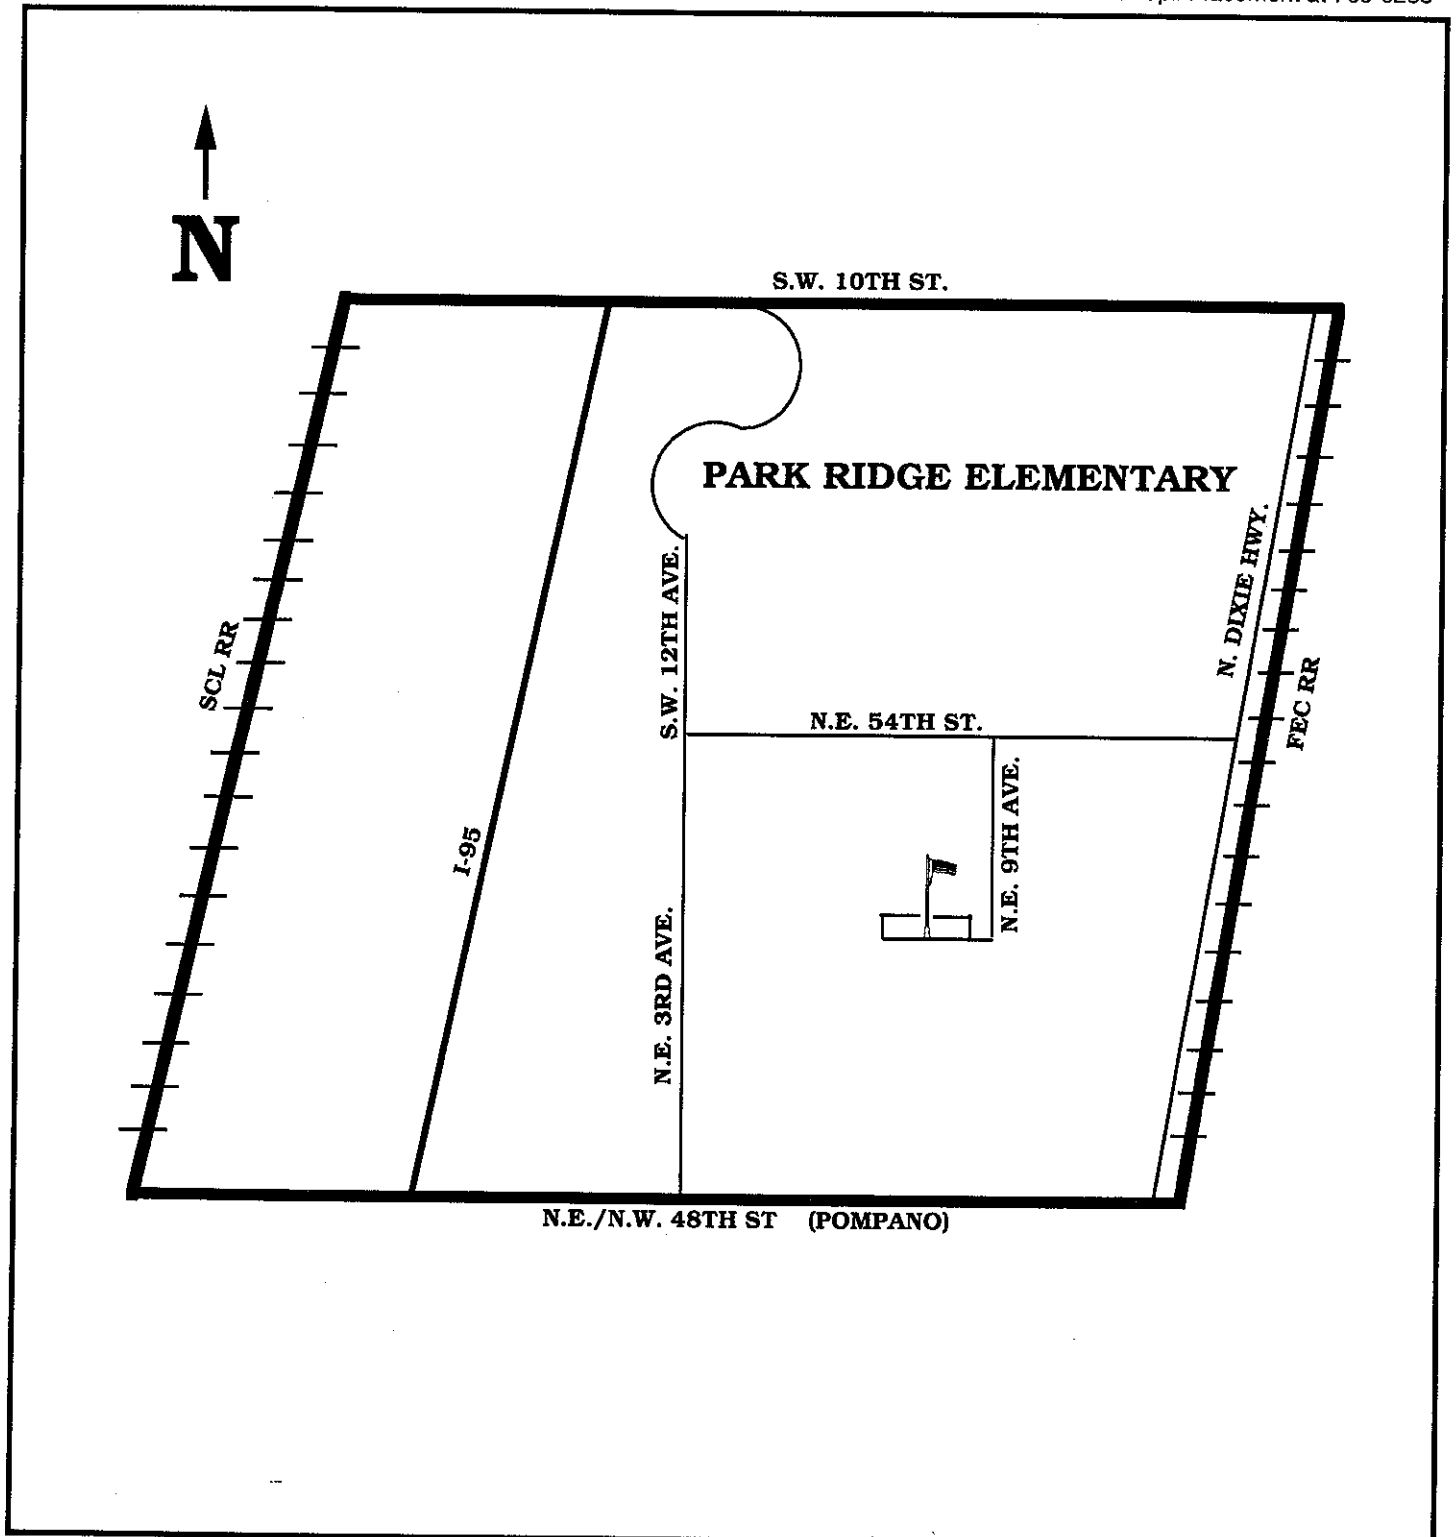 N
S.W. 10TH ST.
PARK RIDGE ELEMENTARY
N. DIXIE HWY.
S.W. 12TH AVE.
SCL RR
FEC RR
N.E. 54TH ST.
I-95
N.E. 9TH AVE.
N.E. 3RD AVE.
N.E./N.W. 48TH ST (POMPANO)